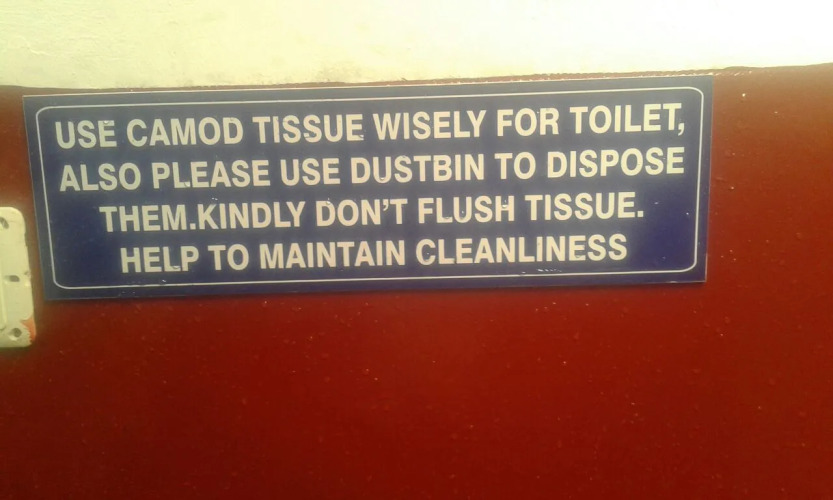 USE CAMOD TISSUE WISELY FOR TOILET,
ALSO PLEASE USE DUSTBIN TO DISPOSE
THEM.KINDLY DON'T FLUSH TISSUE.
HELP TO MAINTAIN CLEANLINESS